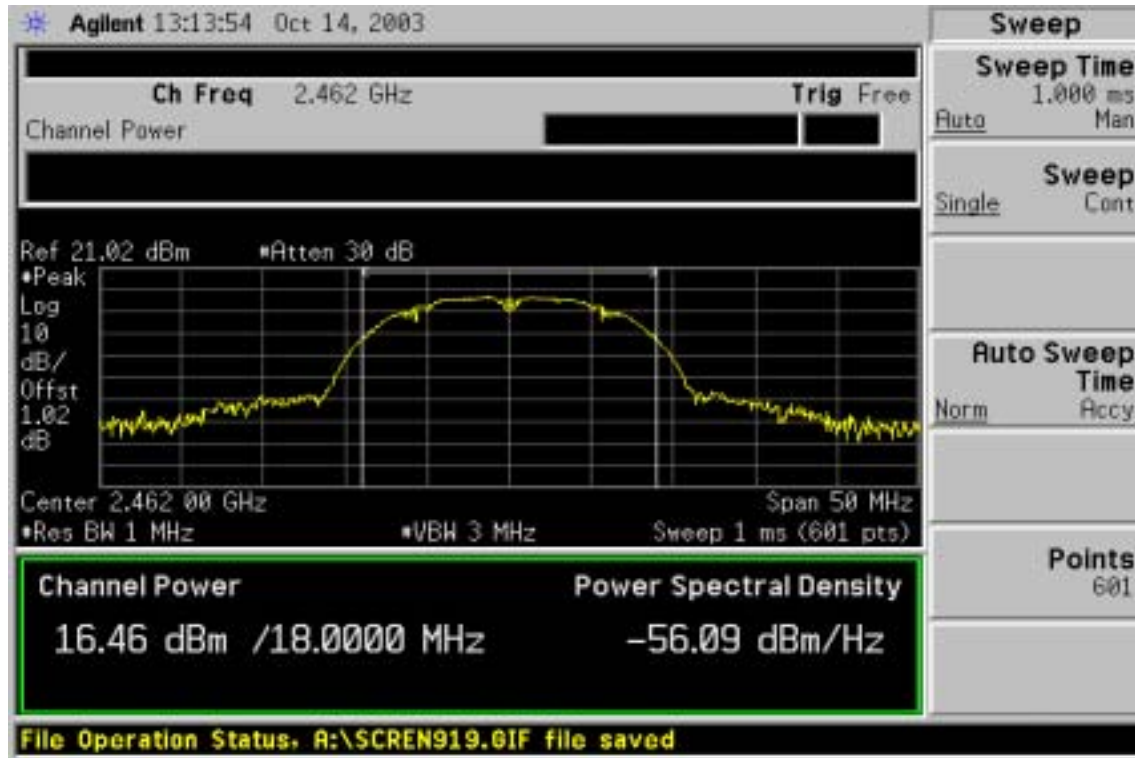 Agilent 13:13:54 Oct 14, 2003
Sweep
Ch Freq 2.462 GHz
Trig Free
Channel Power
Sweep Time
1.000 ms
Auto Man
Sweep
Single Cont
Ref 21.02 dBm
*Atten 30 dB
*Peak
Log
10
dB/
Offst
1.02
dB
Auto Sweep
Time
Norm Accy
Center 2.462 00 GHz
Span 50 MHz
*Res BW 1 MHz
*VBW 3 MHz
Sweep 1 ms (601 pts)
Points
601
Channel Power
Power Spectral Density
16.46 dBm /18.0000 MHz
-56.09 dBm/Hz
File Operation Status, A:\SCREN919.GIF file saved